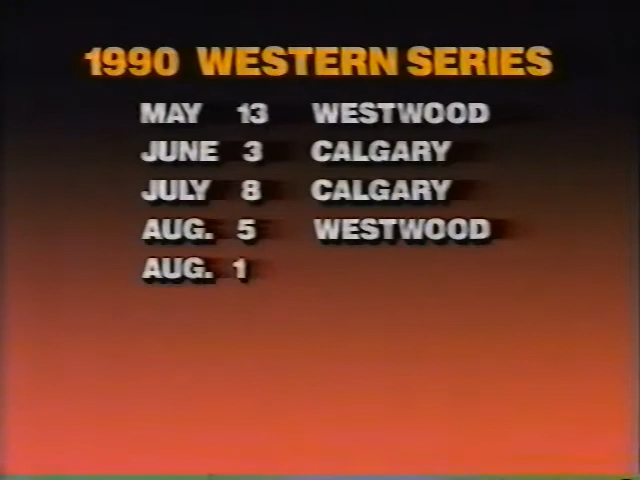 1990 WESTERN SERIES
MAY 13 WESTWOOD
JUNE 3 CALGARY
JULY 8 CALGARY
AUG. 5 WESTWOOD
AUG. 1